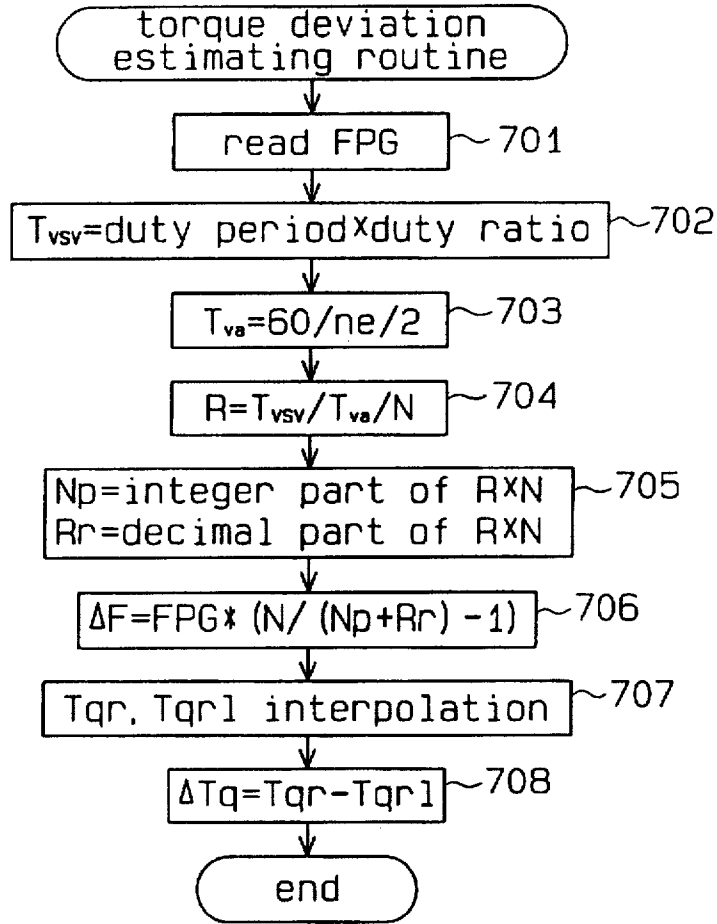 torque deviation
estimating routine
read FPG
701
Tvsv=duty period×duty ratio
702
Tva=60/ne/2
703
R=Tvsv/Tva/N
704
Np=integer part of R×N
Rr=decimal part of R×N
705
ΔF=FPG*(N/(Np+Rr)-1)
706
Tqr, Tqrl interpolation
707
ΔTq=Tqr-Tqrl
708
end